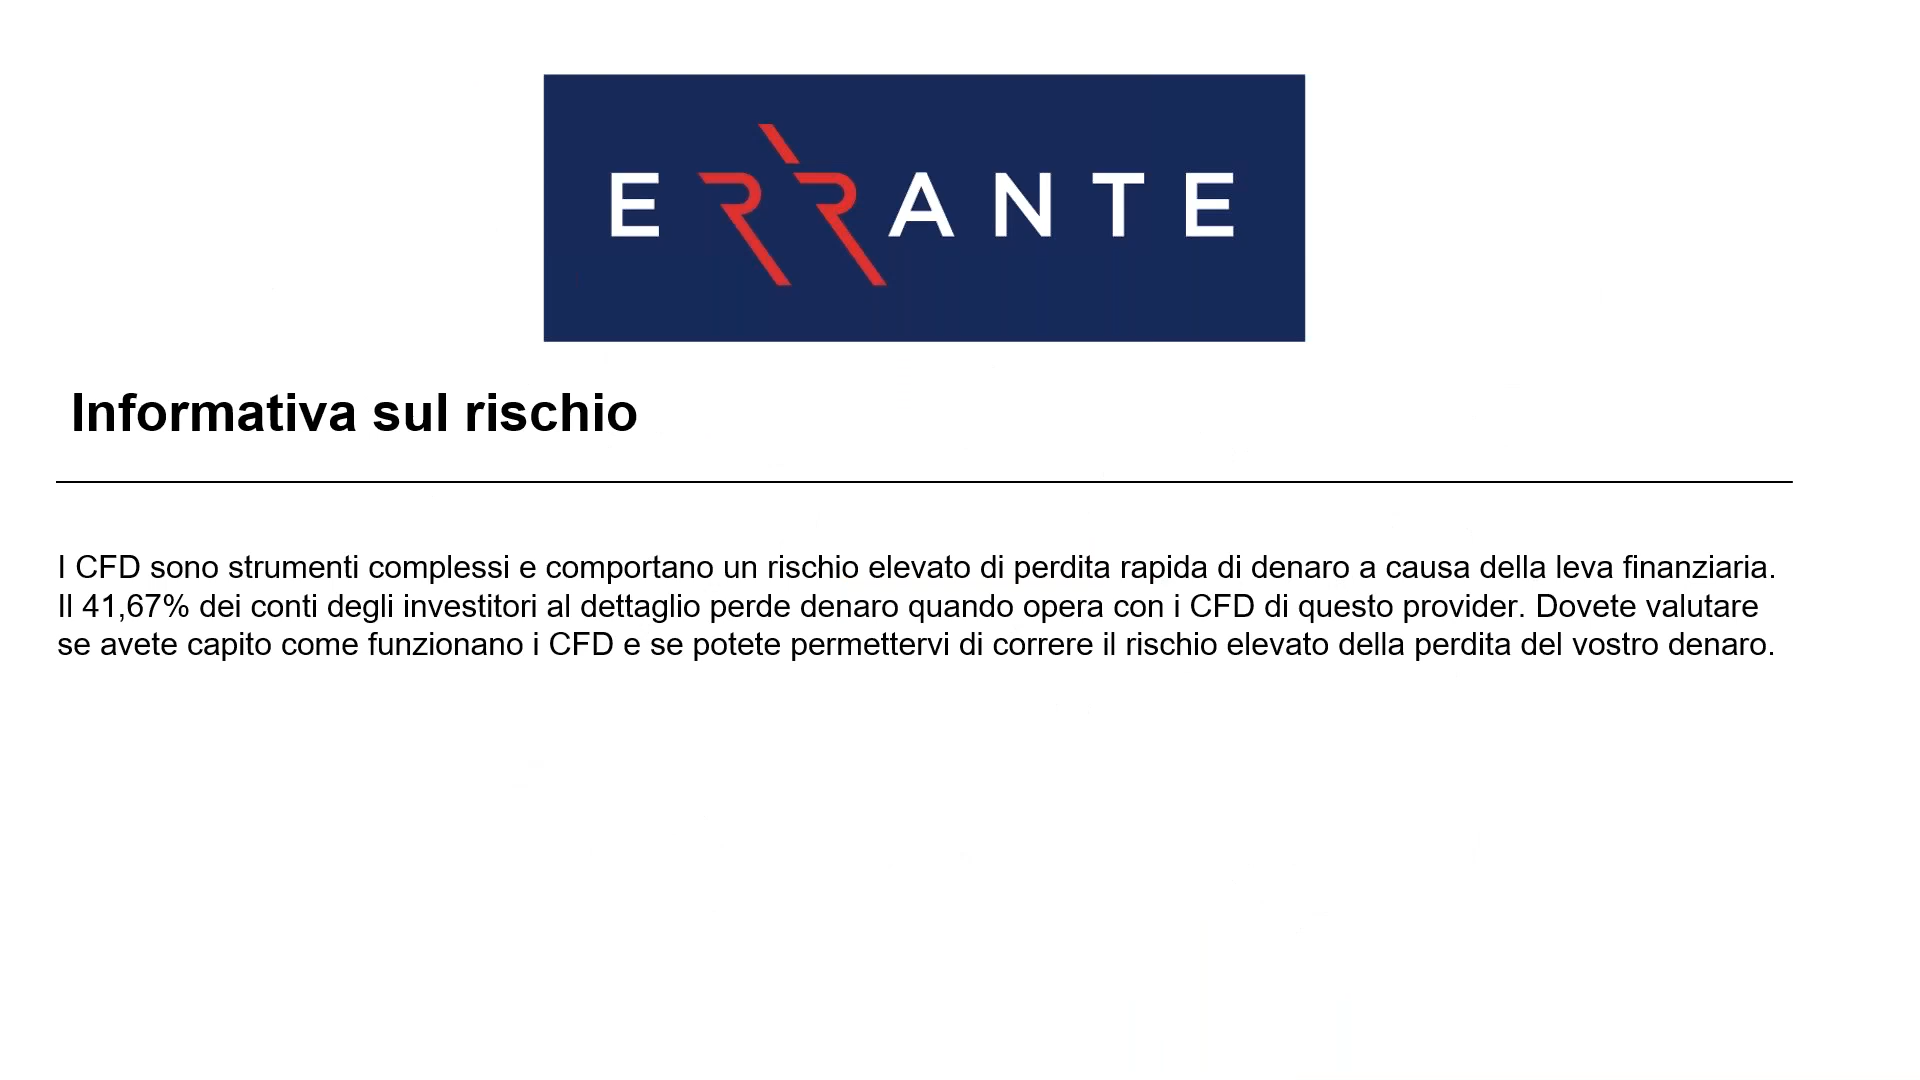 ERRANTE
Informativa sul rischio
I CFD sono strumenti complessi e comportano un rischio elevato di perdita rapida di denaro a causa della leva finanziaria.
Il 41,67% dei conti degli investitori al dettaglio perde denaro quando opera con i CFD di questo provider. Dovete valutare
se avete capito come funzionano i CFD e se potete permettervi di correre il rischio elevato della perdita del vostro denaro.